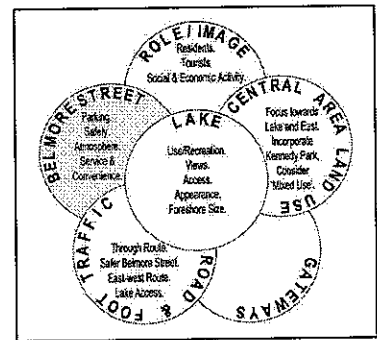 ROLE / IMAGE
Residents.
Tourists.
Social & Economic Activity.
BELMORE STREET
Parking.
Safety.
Atmosphere.
Service &
Convenience.
LAKE
Use/Recreation.
Views.
Access.
Appearance.
Foreshore Size.
CENTRAL AREA LAND USE
Focus towards
Lake and East.
Incorporate
Kennedy Park.
Consider
'Mixed Use'.
ROAD & FOOT TRAFFIC
Through Route.
Safer Belmore Street.
East-west Route.
Lake Access.
GATEWAYS